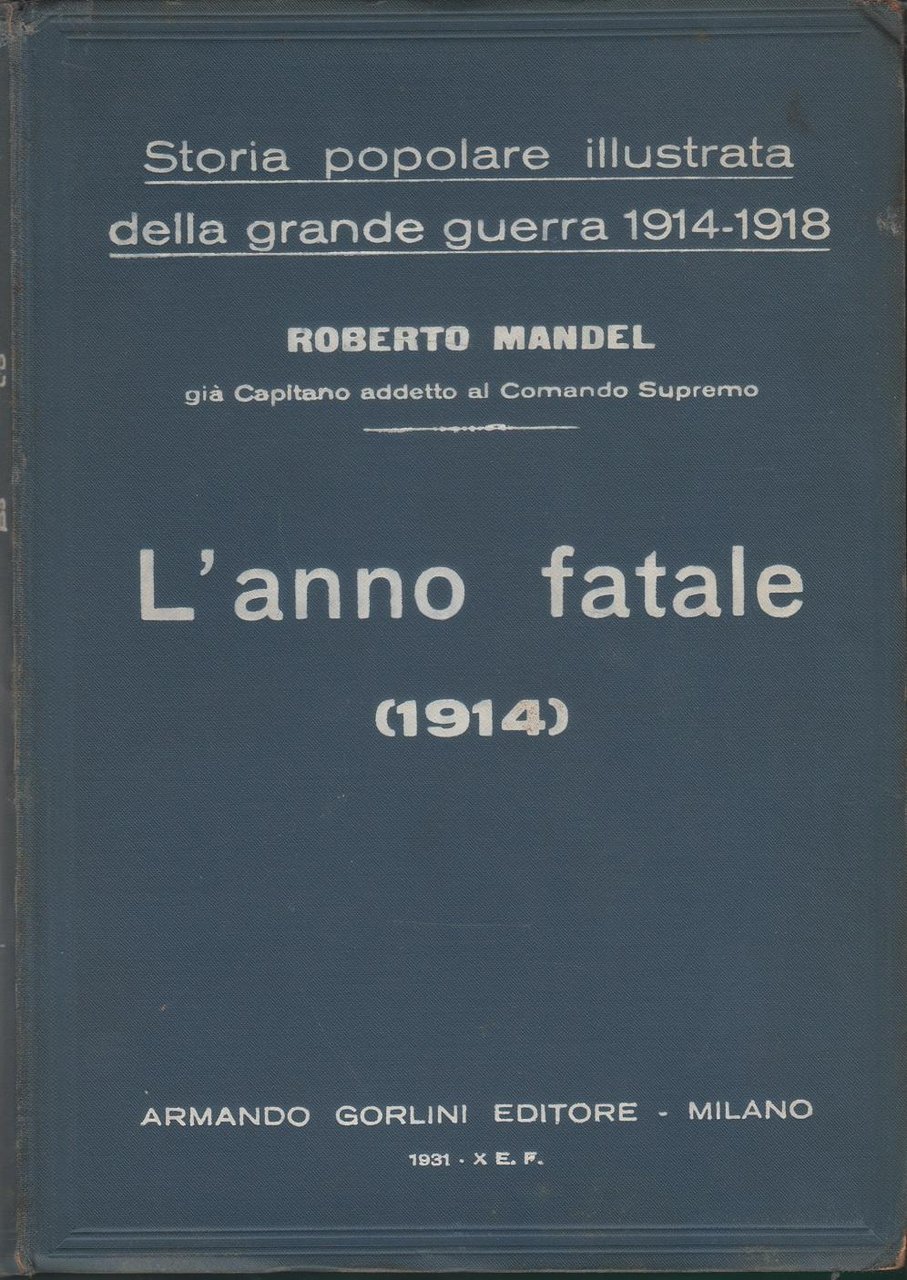 Storia popolare illustrata
della grande guerra 1914-1918
ROBERTO MANDEL
già Capitano addetto al Comando Supremo
L'anno fatale
(1914)
ARMANDO GORLINI EDITORE - MILANO
1931 - X E. F.